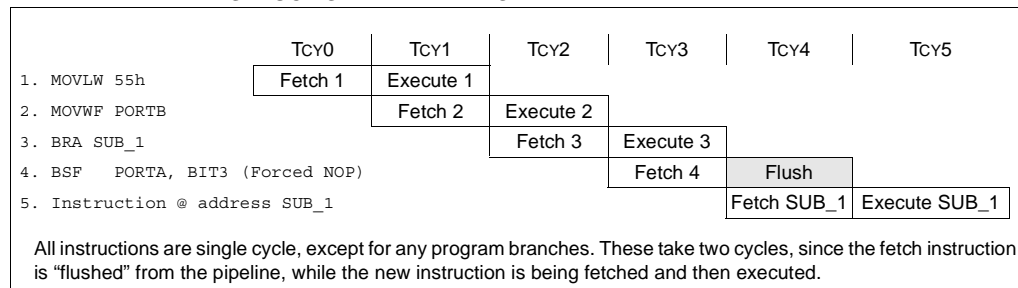 TCY0 TCY1 TCY2 TCY3 TCY4 TCY5
1. MOVLW 55h Fetch 1 Execute 1
2. MOVWF PORTB Fetch 2 Execute 2
3. BRA SUB_1 Fetch 3 Execute 3
4. BSF PORTA, BIT3 (Forced NOP) Fetch 4 Flush
5. Instruction @ address SUB_1 Fetch SUB_1 Execute SUB_1
All instructions are single cycle, except for any program branches. These take two cycles, since the fetch instruction
is “flushed” from the pipeline, while the new instruction is being fetched and then executed.